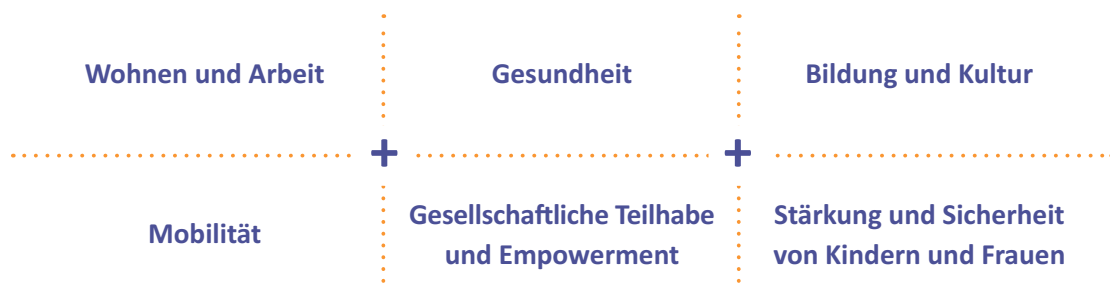 Wohnen und Arbeit
Gesundheit
Bildung und Kultur
Mobilität
Gesellschaftliche Teilhabe
und Empowerment
Stärkung und Sicherheit
von Kindern und Frauen